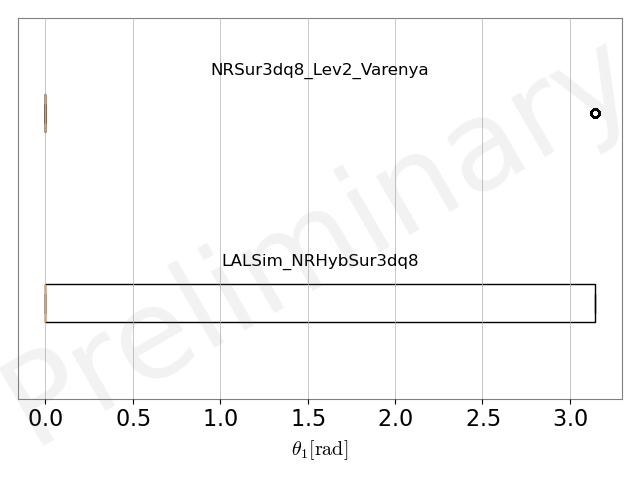 NRSur3dq8_Lev2_Varenya
LALSim_NRHybSur3dq8
Preliminary
0.0 0.5 1.0 1.5 2.0 2.5 3.0
θ₁[rad]